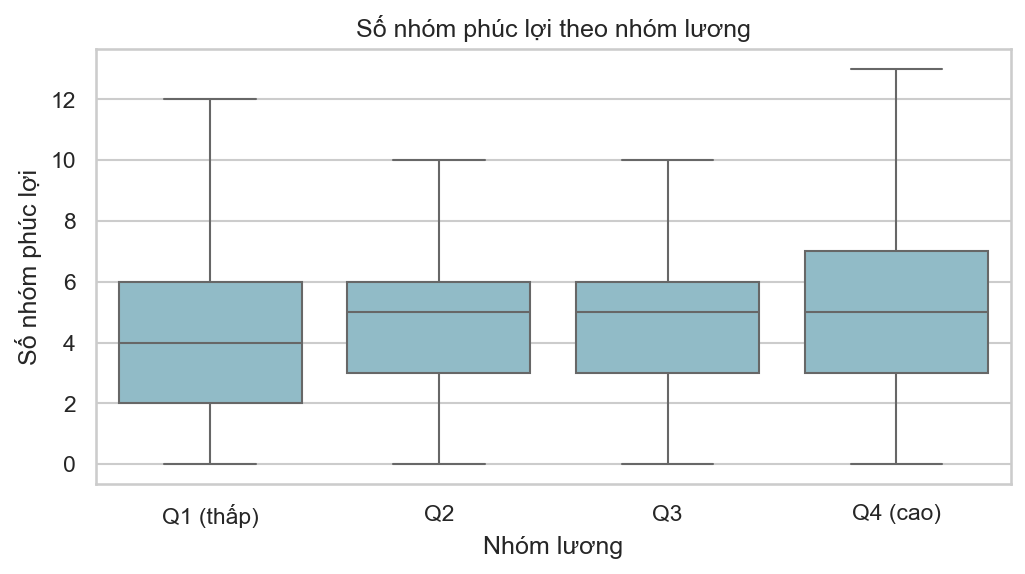 Số nhóm phúc lợi theo nhóm lương
Số nhóm phúc lợi
12
10
8
6
4
2
0
Q1 (thấp)
Q2
Q3
Q4 (cao)
Nhóm lương